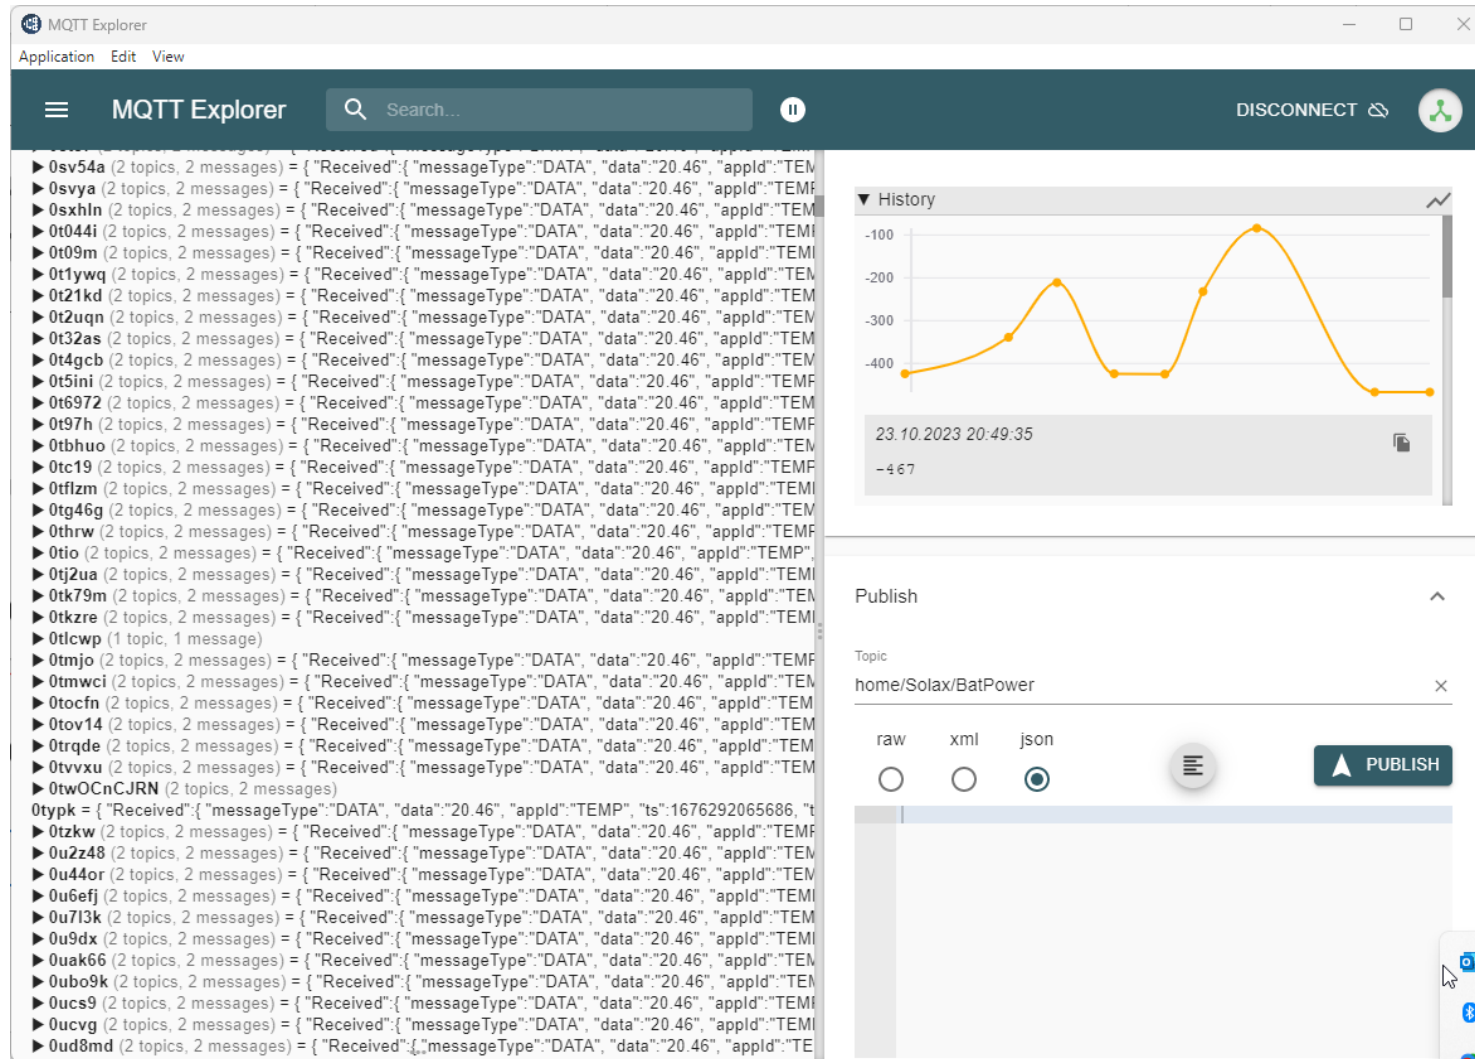 MQTT Explorer
Application Edit View
MQTT Explorer
Search...
DISCONNECT
▶ 0sv54a (2 topics, 2 messages) = { "Received":{ "messageType":"DATA", "data":"20.46", "appId":"TEM
▶ 0svya (2 topics, 2 messages) = { "Received":{ "messageType":"DATA", "data":"20.46", "appId":"TEMP
▶ 0sxhln (2 topics, 2 messages) = { "Received":{ "messageType":"DATA", "data":"20.46", "appId":"TEM
▶ 0t044i (2 topics, 2 messages) = { "Received":{ "messageType":"DATA", "data":"20.46", "appId":"TEMI
▶ 0t09m (2 topics, 2 messages) = { "Received":{ "messageType":"DATA", "data":"20.46", "appId":"TEMI
▶ 0t1ywq (2 topics, 2 messages) = { "Received":{ "messageType":"DATA", "data":"20.46", "appId":"TEM
▶ 0t21kd (2 topics, 2 messages) = { "Received":{ "messageType":"DATA", "data":"20.46", "appId":"TEM
▶ 0t2uqn (2 topics, 2 messages) = { "Received":{ "messageType":"DATA", "data":"20.46", "appId":"TEM
▶ 0t32as (2 topics, 2 messages) = { "Received":{ "messageType":"DATA", "data":"20.46", "appId":"TEM
▶ 0t4gcb (2 topics, 2 messages) = { "Received":{ "messageType":"DATA", "data":"20.46", "appId":"TEM
▶ 0t5ini (2 topics, 2 messages) = { "Received":{ "messageType":"DATA", "data":"20.46", "appId":"TEMF
▶ 0t6972 (2 topics, 2 messages) = { "Received":{ "messageType":"DATA", "data":"20.46", "appId":"TEM
▶ 0t97h (2 topics, 2 messages) = { "Received":{ "messageType":"DATA", "data":"20.46", "appId":"TEMP
▶ 0tbhuo (2 topics, 2 messages) = { "Received":{ "messageType":"DATA", "data":"20.46", "appId":"TEM
▶ 0tc19 (2 topics, 2 messages) = { "Received":{ "messageType":"DATA", "data":"20.46", "appId":"TEMP
▶ 0tflzm (2 topics, 2 messages) = { "Received":{ "messageType":"DATA", "data":"20.46", "appId":"TEMI
▶ 0tg46g (2 topics, 2 messages) = { "Received":{ "messageType":"DATA", "data":"20.46", "appId":"TEM
▶ 0thrw (2 topics, 2 messages) = { "Received":{ "messageType":"DATA", "data":"20.46", "appId":"TEMP
▶ 0tio (2 topics, 2 messages) = { "Received":{ "messageType":"DATA", "data":"20.46", "appId":"TEMP",
▶ 0tj2ua (2 topics, 2 messages) = { "Received":{ "messageType":"DATA", "data":"20.46", "appId":"TEMI
▶ 0tk79m (2 topics, 2 messages) = { "Received":{ "messageType":"DATA", "data":"20.46", "appId":"TE
▶ 0tkzre (2 topics, 2 messages) = { "Received":{ "messageType":"DATA", "data":"20.46", "appId":"TEMI
▶ 0tlcwp (1 topic, 1 message)
▶ 0tmjo (2 topics, 2 messages) = { "Received":{ "messageType":"DATA", "data":"20.46", "appId":"TEMF
▶ 0tmwci (2 topics, 2 messages) = { "Received":{ "messageType":"DATA", "data":"20.46", "appId":"TEM
▶ 0tocfn (2 topics, 2 messages) = { "Received":{ "messageType":"DATA", "data":"20.46", "appId":"TEM
▶ 0tov14 (2 topics, 2 messages) = { "Received":{ "messageType":"DATA", "data":"20.46", "appId":"TEM
▶ 0trqde (2 topics, 2 messages) = { "Received":{ "messageType":"DATA", "data":"20.46", "appId":"TEM
▶ 0tvvxu (2 topics, 2 messages) = { "Received":{ "messageType":"DATA", "data":"20.46", "appId":"TEM
▶ 0twOCnCJRN (2 topics, 2 messages)
0typk = { "Received":{ "messageType":"DATA", "data":"20.46", "appId":"TEMP", "ts":1676292065686, "t
▶ 0tzkw (2 topics, 2 messages) = { "Received":{ "messageType":"DATA", "data":"20.46", "appId":"TEMF
▶ 0u2z48 (2 topics, 2 messages) = { "Received":{ "messageType":"DATA", "data":"20.46", "appId":"TEM
▶ 0u44or (2 topics, 2 messages) = { "Received":{ "messageType":"DATA", "data":"20.46", "appId":"TEM
▶ 0u6efj (2 topics, 2 messages) = { "Received":{ "messageType":"DATA", "data":"20.46", "appId":"TEMI
▶ 0u7l3k (2 topics, 2 messages) = { "Received":{ "messageType":"DATA", "data":"20.46", "appId":"TEM
▶ 0u9dx (2 topics, 2 messages) = { "Received":{ "messageType":"DATA", "data":"20.46", "appId":"TEMI
▶ 0uak66 (2 topics, 2 messages) = { "Received":{ "messageType":"DATA", "data":"20.46", "appId":"TEM
▶ 0ubo9k (2 topics, 2 messages) = { "Received":{ "messageType":"DATA", "data":"20.46", "appId":"TEM
▶ 0ucs9 (2 topics, 2 messages) = { "Received":{ "messageType":"DATA", "data":"20.46", "appId":"TEMI
▶ 0ucvg (2 topics, 2 messages) = { "Received":{ "messageType":"DATA", "data":"20.46", "appId":"TEMI
▶ 0ud8md (2 topics, 2 messages) = { "Received":{ "messageType":"DATA", "data":"20.46", "appId":"TE
▼ History
-100
-200
-300
-400
23.10.2023 20:49:35
-467
Publish
Topic
home/Solax/BatPower
raw xml json
PUBLISH